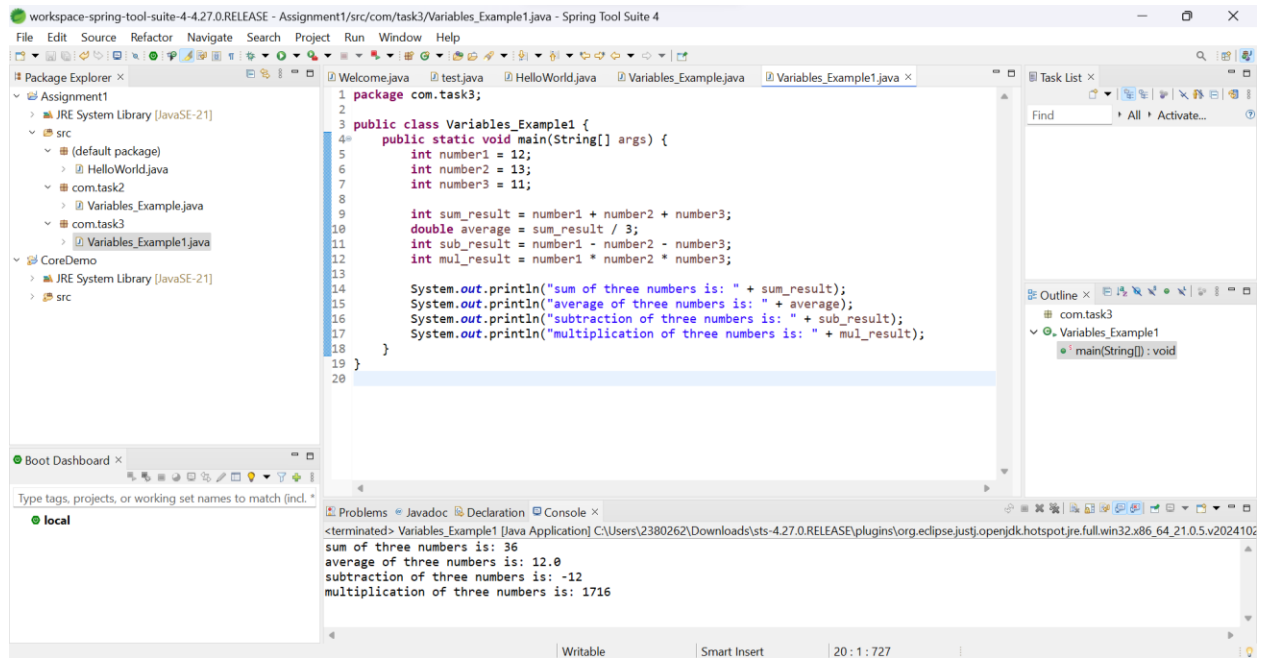 workspace-spring-tool-suite-4-4.27.0.RELEASE - Assignment1/src/com/task3/Variables_Example1.java - Spring Tool Suite 4
File Edit Source Refactor Navigate Search Project Run Window Help
Package Explorer ×
Assignment1
JRE System Library [JavaSE-21]
src
(default package)
HelloWorld.java
com.task2
Variables_Example.java
com.task3
Variables_Example1.java
CoreDemo
JRE System Library [JavaSE-21]
src
Boot Dashboard ×
Type tags, projects, or working set names to match (incl. *
local
Welcome.java test.java HelloWorld.java Variables_Example.java Variables_Example1.java ×
1 package com.task3;
2
3 public class Variables_Example1 {
4 public static void main(String[] args) {
5 int number1 = 12;
6 int number2 = 13;
7 int number3 = 11;
8
9 int sum_result = number1 + number2 + number3;
10 double average = sum_result / 3;
11 int sub_result = number1 - number2 - number3;
12 int mul_result = number1 * number2 * number3;
13
14 System.out.println("sum of three numbers is: " + sum_result);
15 System.out.println("average of three numbers is: " + average);
16 System.out.println("subtraction of three numbers is: " + sub_result);
17 System.out.println("multiplication of three numbers is: " + mul_result);
18 }
19 }
20
Task List ×
Find All Activate...
Outline ×
com.task3
Variables_Example1
main(String[]) : void
Problems Javadoc Declaration Console ×
<terminated> Variables_Example1 [Java Application] C:\Users\2380262\Downloads\sts-4.27.0.RELEASE\plugins\org.eclipse.justj.openjdk.hotspot.jre.full.win32.x86_64_21.0.5.v2024102
sum of three numbers is: 36
average of three numbers is: 12.0
subtraction of three numbers is: -12
multiplication of three numbers is: 1716
Writable Smart Insert 20 : 1 : 727